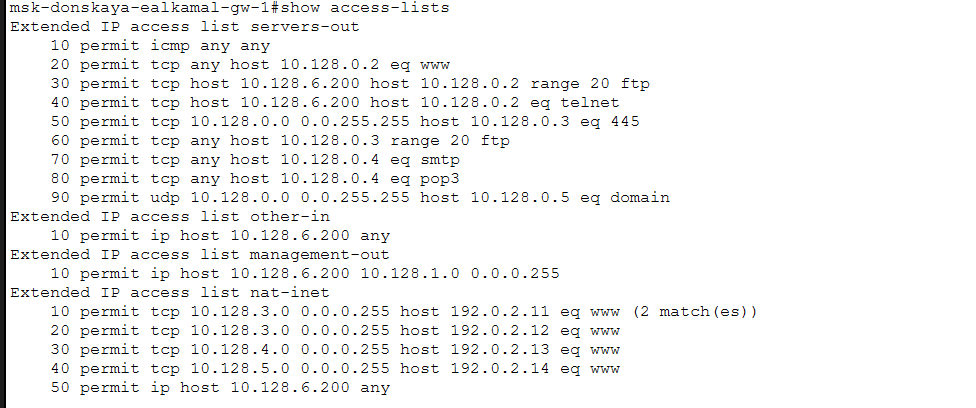 msk-donskaya-ealkamal-gw-1#show access-lists
Extended IP access list servers-out
    10 permit icmp any any
    20 permit tcp any host 10.128.0.2 eq www
    30 permit tcp host 10.128.6.200 host 10.128.0.2 range 20 ftp
    40 permit tcp host 10.128.6.200 host 10.128.0.2 eq telnet
    50 permit tcp 10.128.0.0 0.0.255.255 host 10.128.0.3 eq 445
    60 permit tcp any host 10.128.0.3 range 20 ftp
    70 permit tcp any host 10.128.0.4 eq smtp
    80 permit tcp any host 10.128.0.4 eq pop3
    90 permit udp 10.128.0.0 0.0.255.255 host 10.128.0.5 eq domain
Extended IP access list other-in
    10 permit ip host 10.128.6.200 any
Extended IP access list management-out
    10 permit ip host 10.128.6.200 10.128.1.0 0.0.0.255
Extended IP access list nat-inet
    10 permit tcp 10.128.3.0 0.0.0.255 host 192.0.2.11 eq www (2 match(es))
    20 permit tcp 10.128.3.0 0.0.0.255 host 192.0.2.12 eq www
    30 permit tcp 10.128.4.0 0.0.0.255 host 192.0.2.13 eq www
    40 permit tcp 10.128.5.0 0.0.0.255 host 192.0.2.14 eq www
    50 permit ip host 10.128.6.200 any